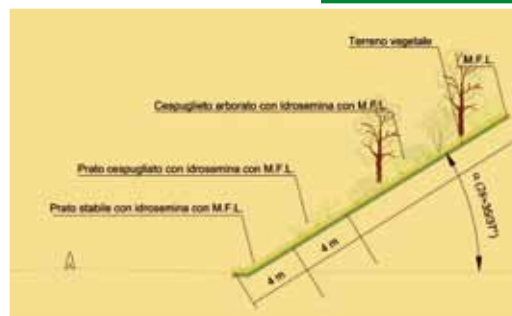 Terreno vegetale
M.F.L.
Cespuglieto arborato con idrosemina con M.F.L.
Prato cespugliato con idrosemina con M.F.L.
Prato stabile con idrosemina con M.F.L.
4 m
4 m